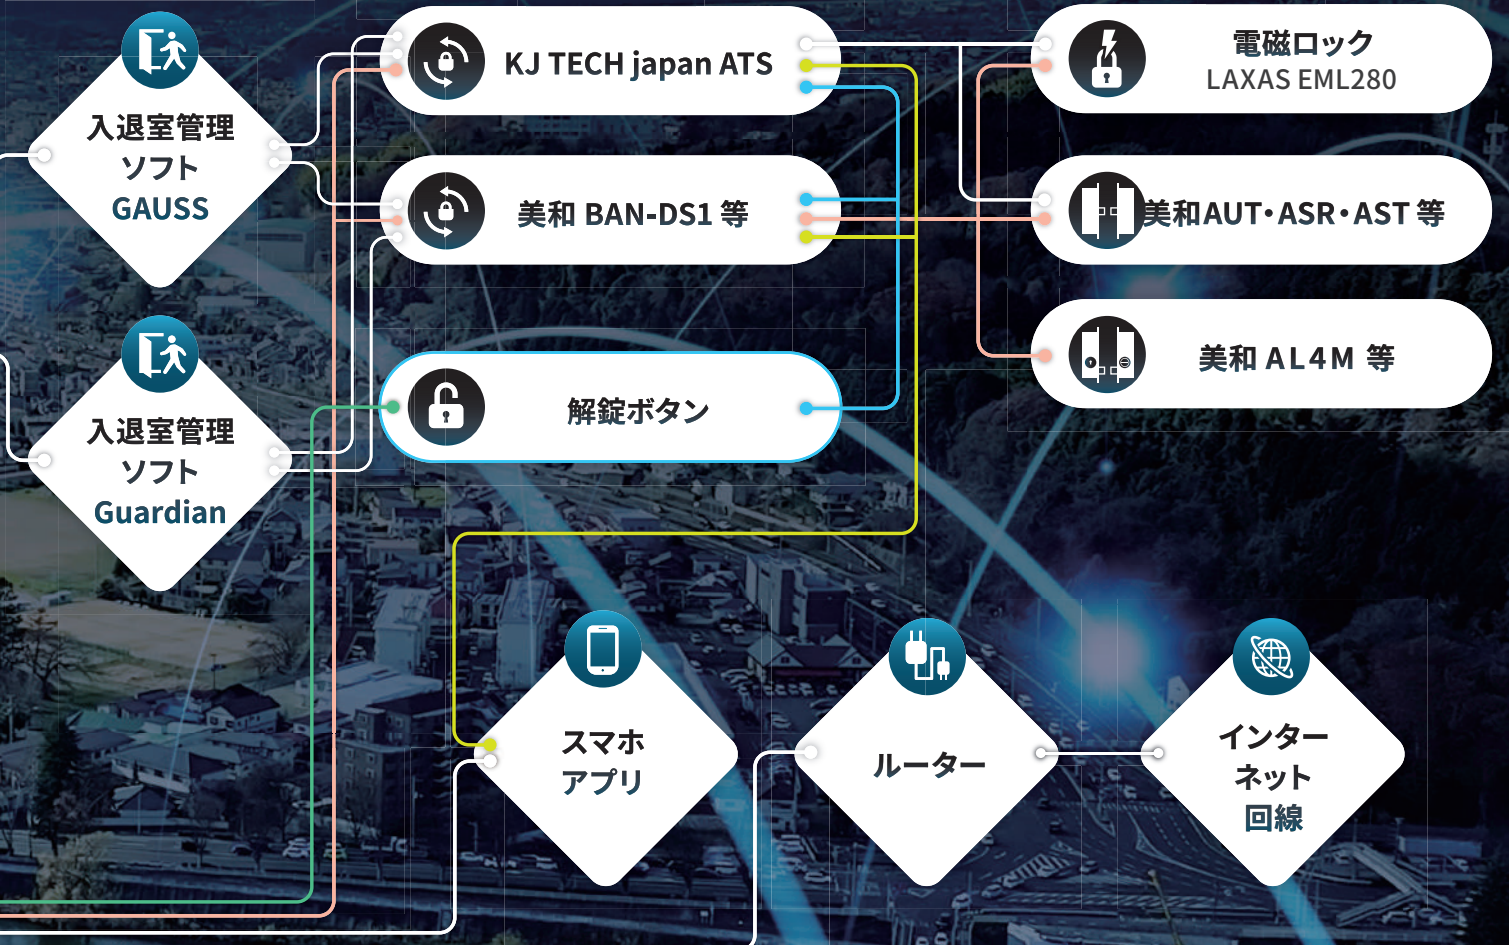 入退室管理
ソフト
GAUSS
KJ TECH japan ATS
電磁ロック
LAXAS EML280
美和 BAN-DS1 等
美和AUT・ASR・AST 等
入退室管理
ソフト
Guardian
解錠ボタン
美和 AL4M 等
スマホ
アプリ
ルーター
インター
ネット
回線